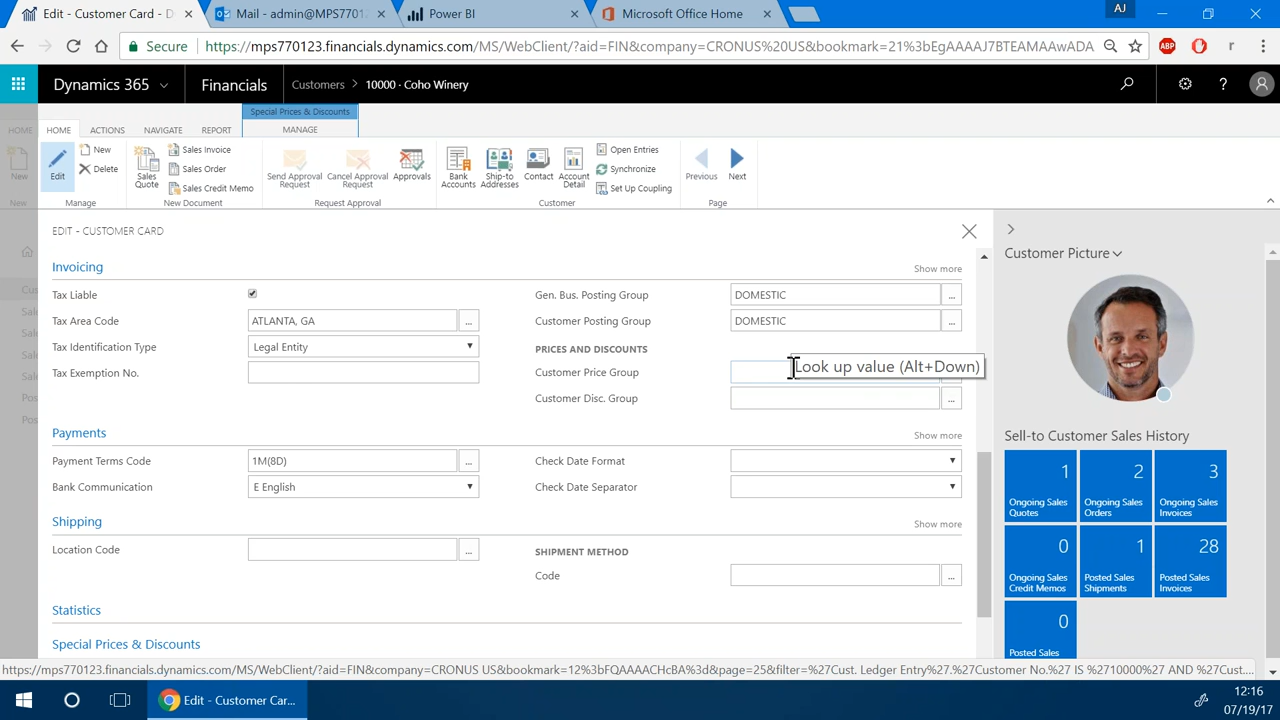 Edit - Customer Card - D
Mail - admin@MPS7701
Power BI
Microsoft Office Home
AJ
Secure
https://mps770123.financials.dynamics.com/MS/WebClient/?aid=FIN&company=CRONUS%20US&bookmark=21%3bEgAAAAJ7BTEAMAAwADA
ABP
r
Dynamics 365
Financials
Customers > 10000 · Coho Winery
?
Special Prices & Discounts
HOME
HOME
ACTIONS
NAVIGATE
REPORT
MANAGE
New
Edit
New
Delete
Manage
Sales Quote
Sales Invoice
Sales Order
Sales Credit Memo
New Document
Send Approval Request
Cancel Approval Request
Approvals
Request Approval
Bank Accounts
Ship-to Addresses
Contact
Account Detail
Open Entries
Synchronize
Set Up Coupling
Customer
Previous
Next
Page
New
EDIT - CUSTOMER CARD
Invoicing
Show more
Tax Liable
Gen. Bus. Posting Group
DOMESTIC
Tax Area Code
ATLANTA, GA
Customer Posting Group
DOMESTIC
Tax Identification Type
Legal Entity
PRICES AND DISCOUNTS
Tax Exemption No.
Customer Price Group
Look up value (Alt+Down)
Customer Disc. Group
Payments
Show more
Payment Terms Code
1M(8D)
Check Date Format
Bank Communication
E English
Check Date Separator
Shipping
Show more
Location Code
SHIPMENT METHOD
Code
Statistics
Special Prices & Discounts
Cus
Sal
Sal
Sal
Sal
Pos
Pos
Customer Picture
Sell-to Customer Sales History
1
Ongoing Sales Quotes
2
Ongoing Sales Orders
3
Ongoing Sales Invoices
0
Ongoing Sales Credit Memos
1
Posted Sales Shipments
28
Posted Sales Invoices
0
Posted Sales
https://mps770123.financials.dynamics.com/MS/WebClient/?aid=FIN&company=CRONUS US&bookmark=12%3bFQAAAACHcBA%3d&page=25&filter=%27Cust. Ledger Entry%27.%27Customer No.%27 IS %2710000%27 AND %27Cust....
Edit - Customer Car...
12:16
07/19/17